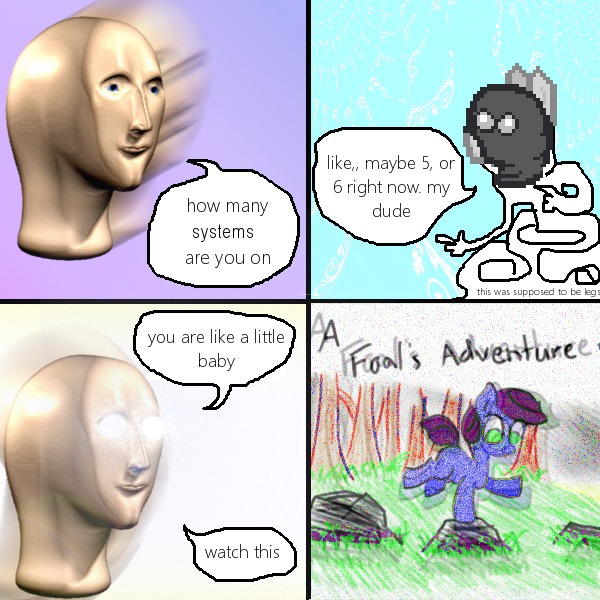 how many
systems
are you on
like,, maybe 5, or
6 right now. my
dude
this was supposed to be legs
you are like a little
baby
watch this
A Foal's Adventure